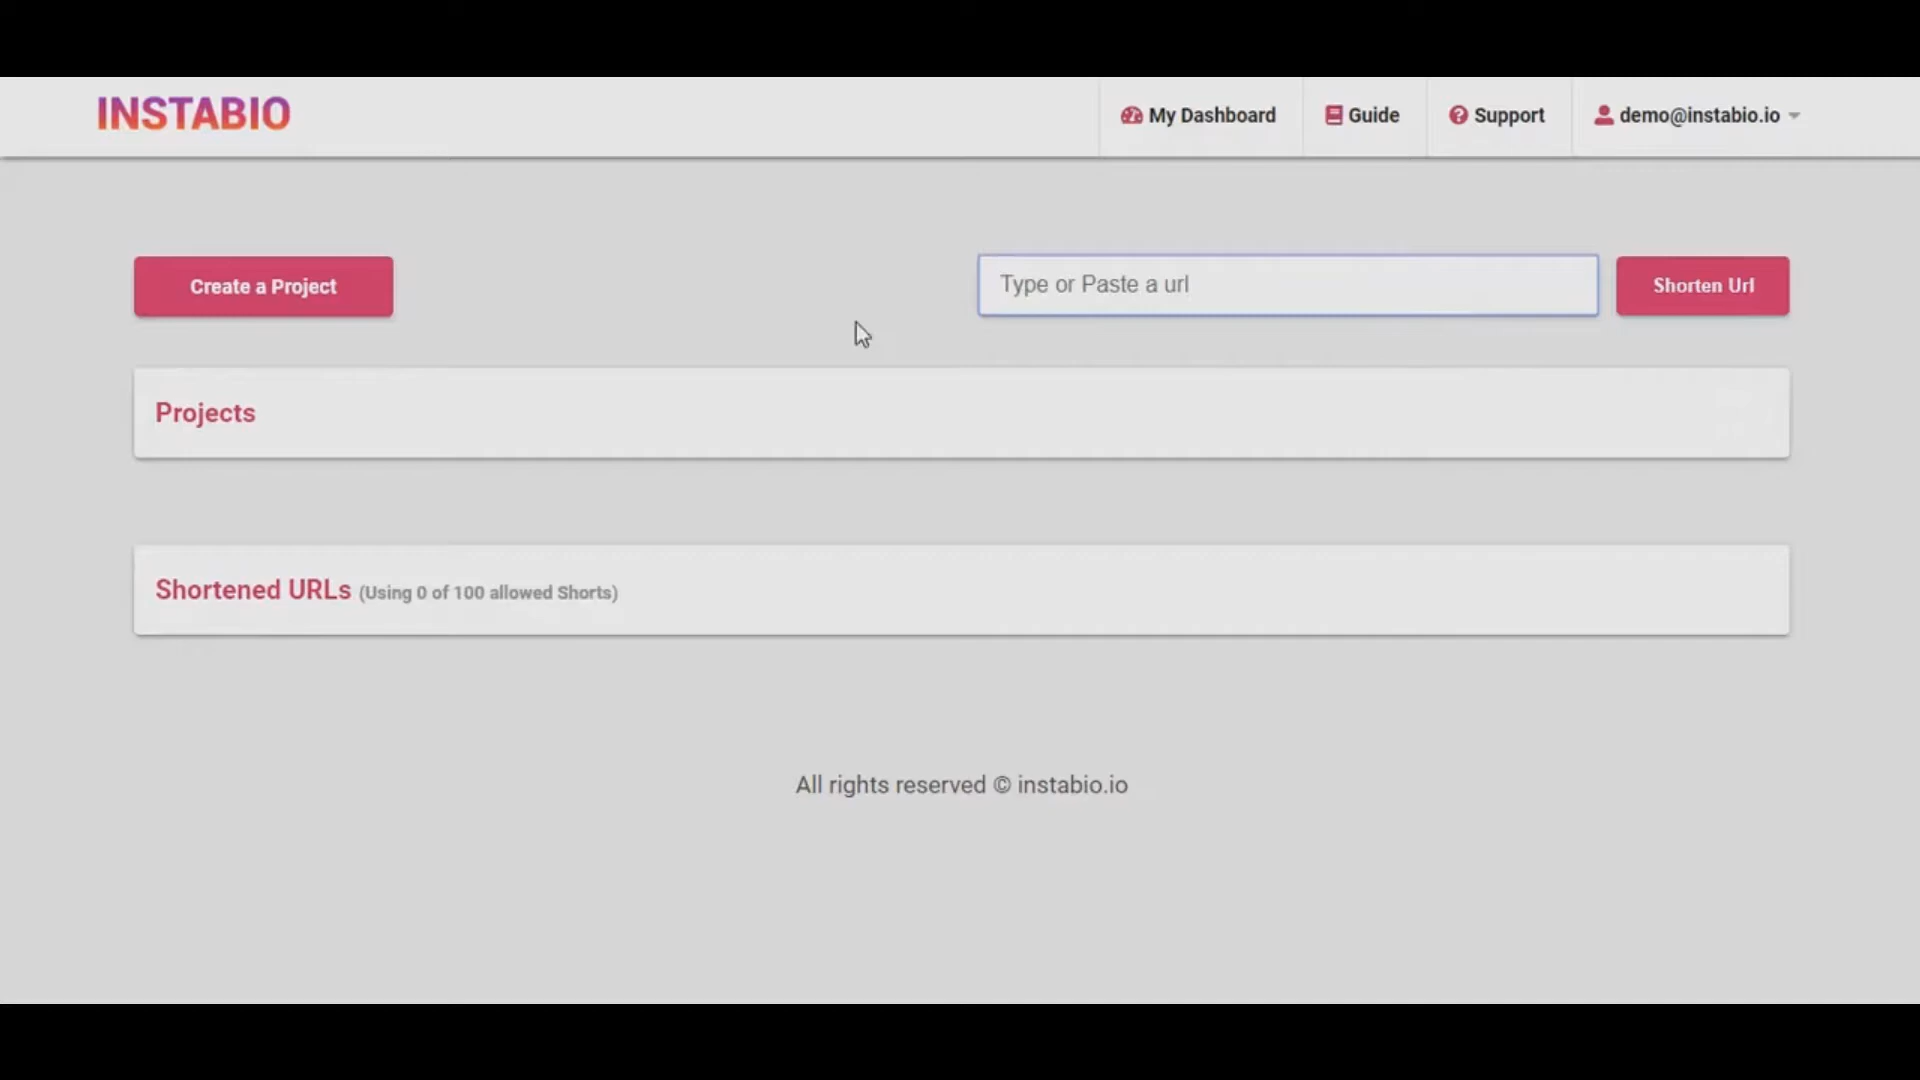 INSTABIO
My Dashboard
Guide
Support
demo@instabio.io
Create a Project
Type or Paste a url
Shorten Url
Projects
Shortened URLs (Using 0 of 100 allowed Shorts)
All rights reserved © instabio.io